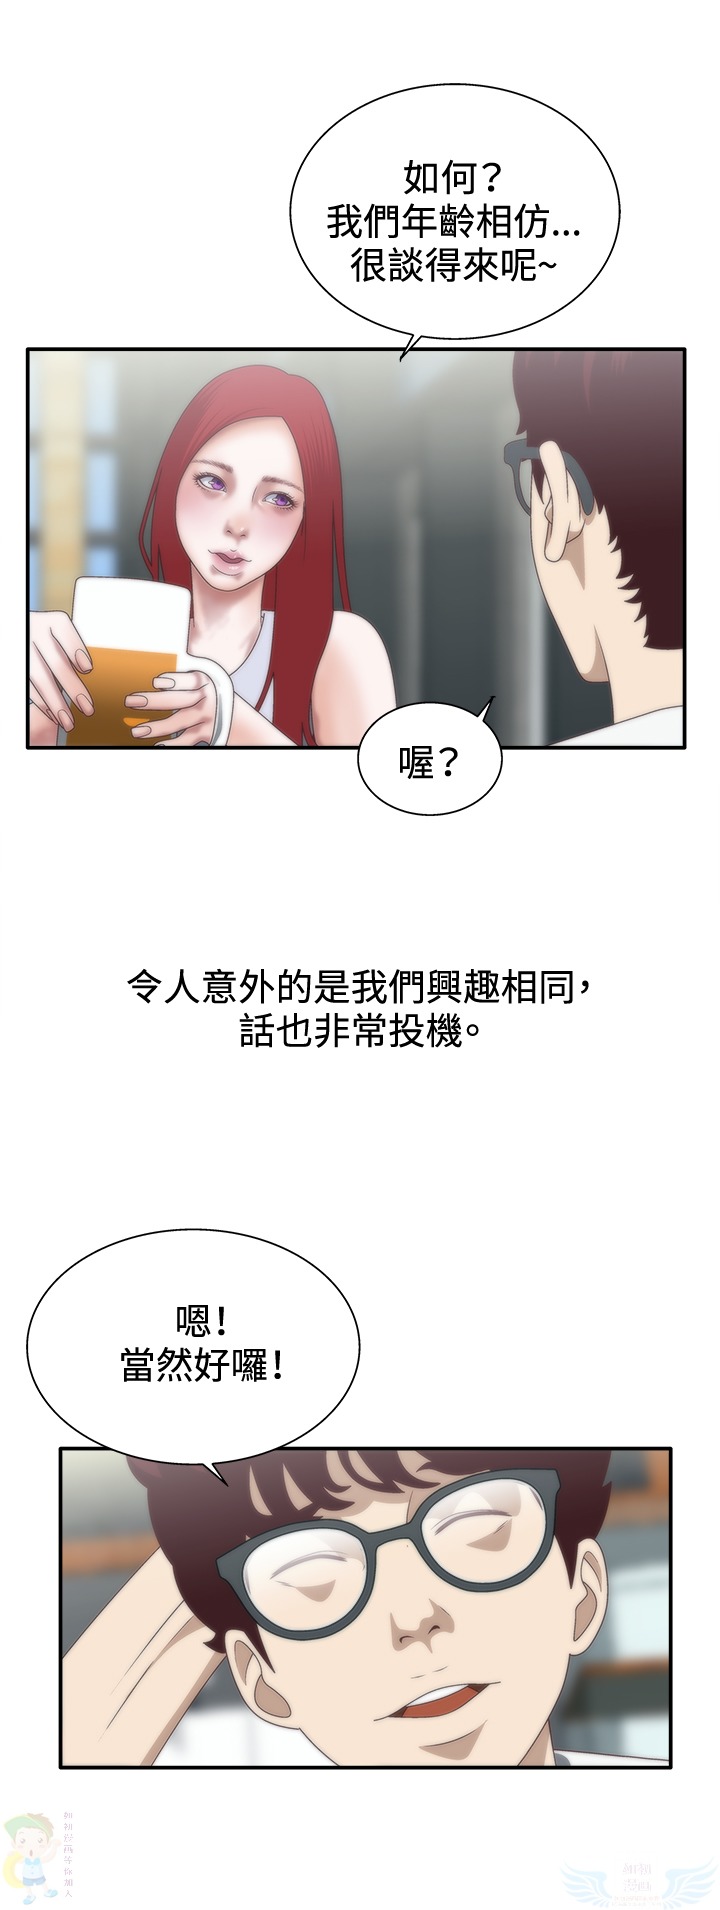 如何？
我們年齡相仿...
很談得來呢~
喔？
令人意外的是我們興趣相同，
話也非常投機。
嗯！
當然好囉！